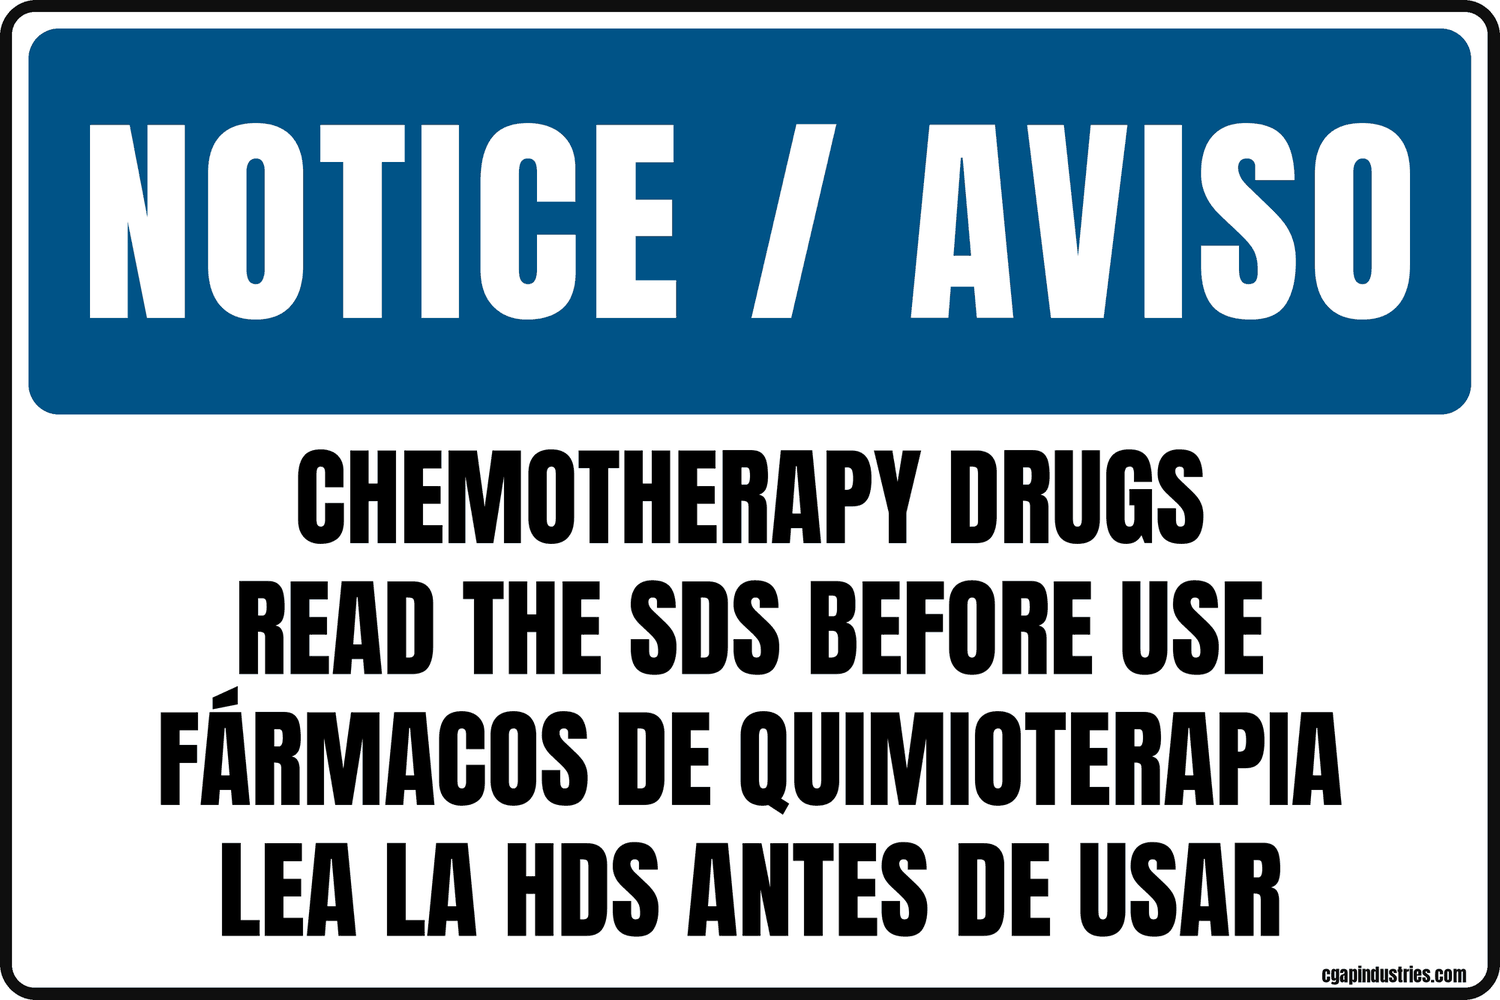 NOTICE / AVISO
CHEMOTHERAPY DRUGS
READ THE SDS BEFORE USE
FÁRMACOS DE QUIMIOTERAPIA
LEA LA HDS ANTES DE USAR
cgapindustries.com